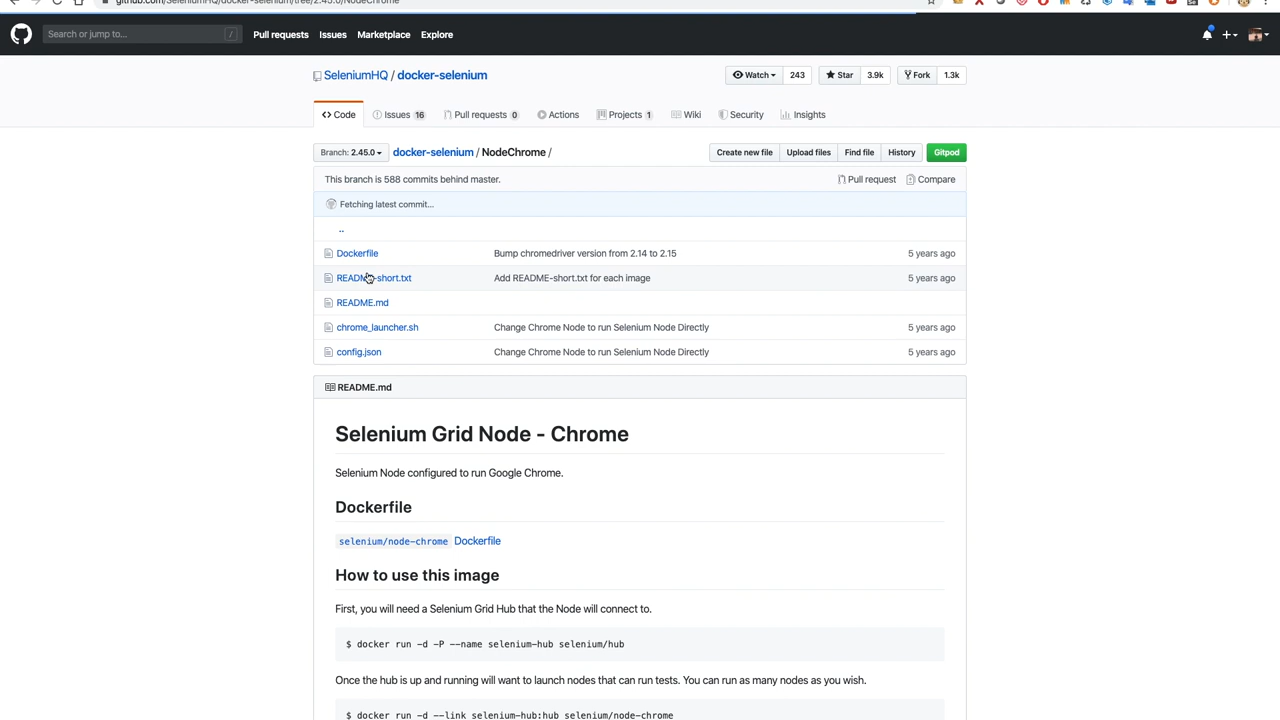 github.com/SeleniumHQ/docker-selenium/tree/2.45.0/NodeChrome
Search or jump to... /
Pull requests Issues Marketplace Explore
SeleniumHQ / docker-selenium
Watch 243 Star 3.9k Fork 1.3k
Code Issues 16 Pull requests 0 Actions Projects 1 Wiki Security Insights
Branch: 2.45.0 docker-selenium / NodeChrome / Create new file Upload files Find file History Gitpod
This branch is 588 commits behind master. Pull request Compare
Fetching latest commit...
..
Dockerfile Bump chromedriver version from 2.14 to 2.15 5 years ago
README-short.txt Add README-short.txt for each image 5 years ago
README.md
chrome_launcher.sh Change Chrome Node to run Selenium Node Directly 5 years ago
config.json Change Chrome Node to run Selenium Node Directly 5 years ago
README.md
Selenium Grid Node - Chrome
Selenium Node configured to run Google Chrome.
Dockerfile
selenium/node-chrome Dockerfile
How to use this image
First, you will need a Selenium Grid Hub that the Node will connect to.
$ docker run -d -P --name selenium-hub selenium/hub
Once the hub is up and running will want to launch nodes that can run tests. You can run as many nodes as you wish.
$ docker run -d --link selenium-hub:hub selenium/node-chrome